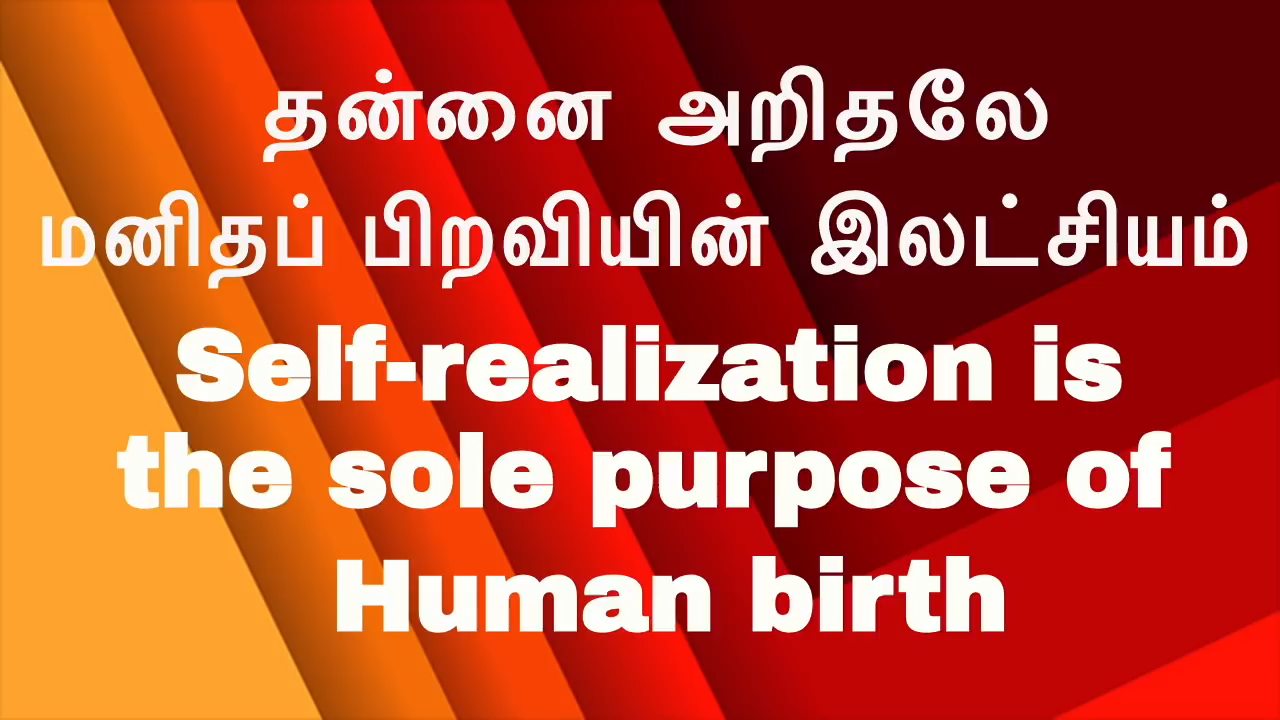 தன்னை அறிதலே
மனிதப் பிறவியின் இலட்சியம்
Self-realization is
the sole purpose of
Human birth